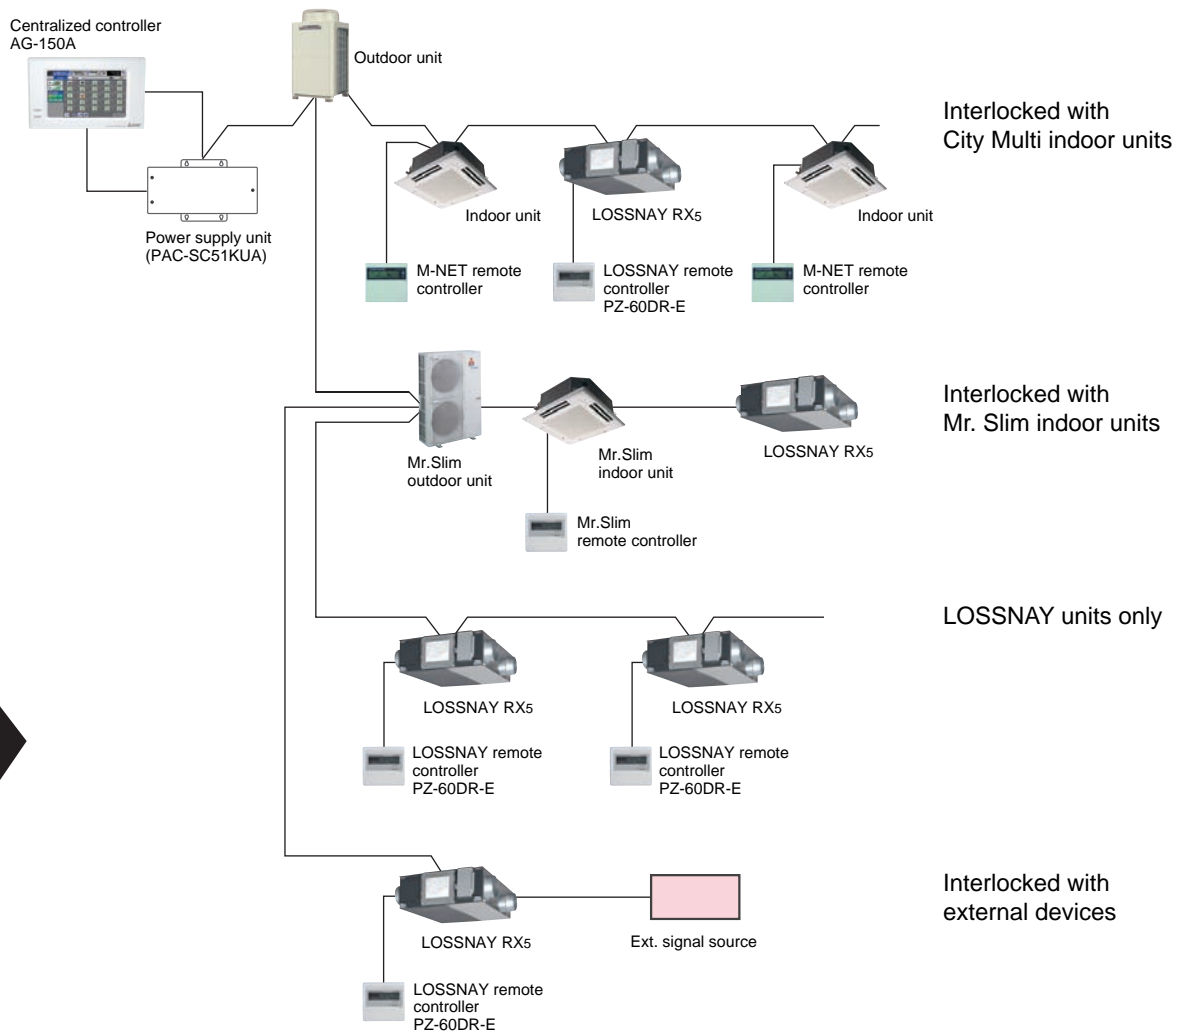 Centralized controller
AG-150A
Outdoor unit
Interlocked with
City Multi indoor units
Indoor unit
LOSSNAY RX5
Indoor unit
Power supply unit
(PAC-SC51KUA)
M-NET remote
controller
LOSSNAY remote
controller
PZ-60DR-E
M-NET remote
controller
Interlocked with
Mr. Slim indoor units
Mr.Slim
outdoor unit
Mr.Slim
indoor unit
LOSSNAY RX5
Mr.Slim
remote controller
LOSSNAY units only
LOSSNAY RX5
LOSSNAY RX5
LOSSNAY remote
controller
PZ-60DR-E
LOSSNAY remote
controller
PZ-60DR-E
Interlocked with
external devices
LOSSNAY RX5
Ext. signal source
LOSSNAY remote
controller
PZ-60DR-E